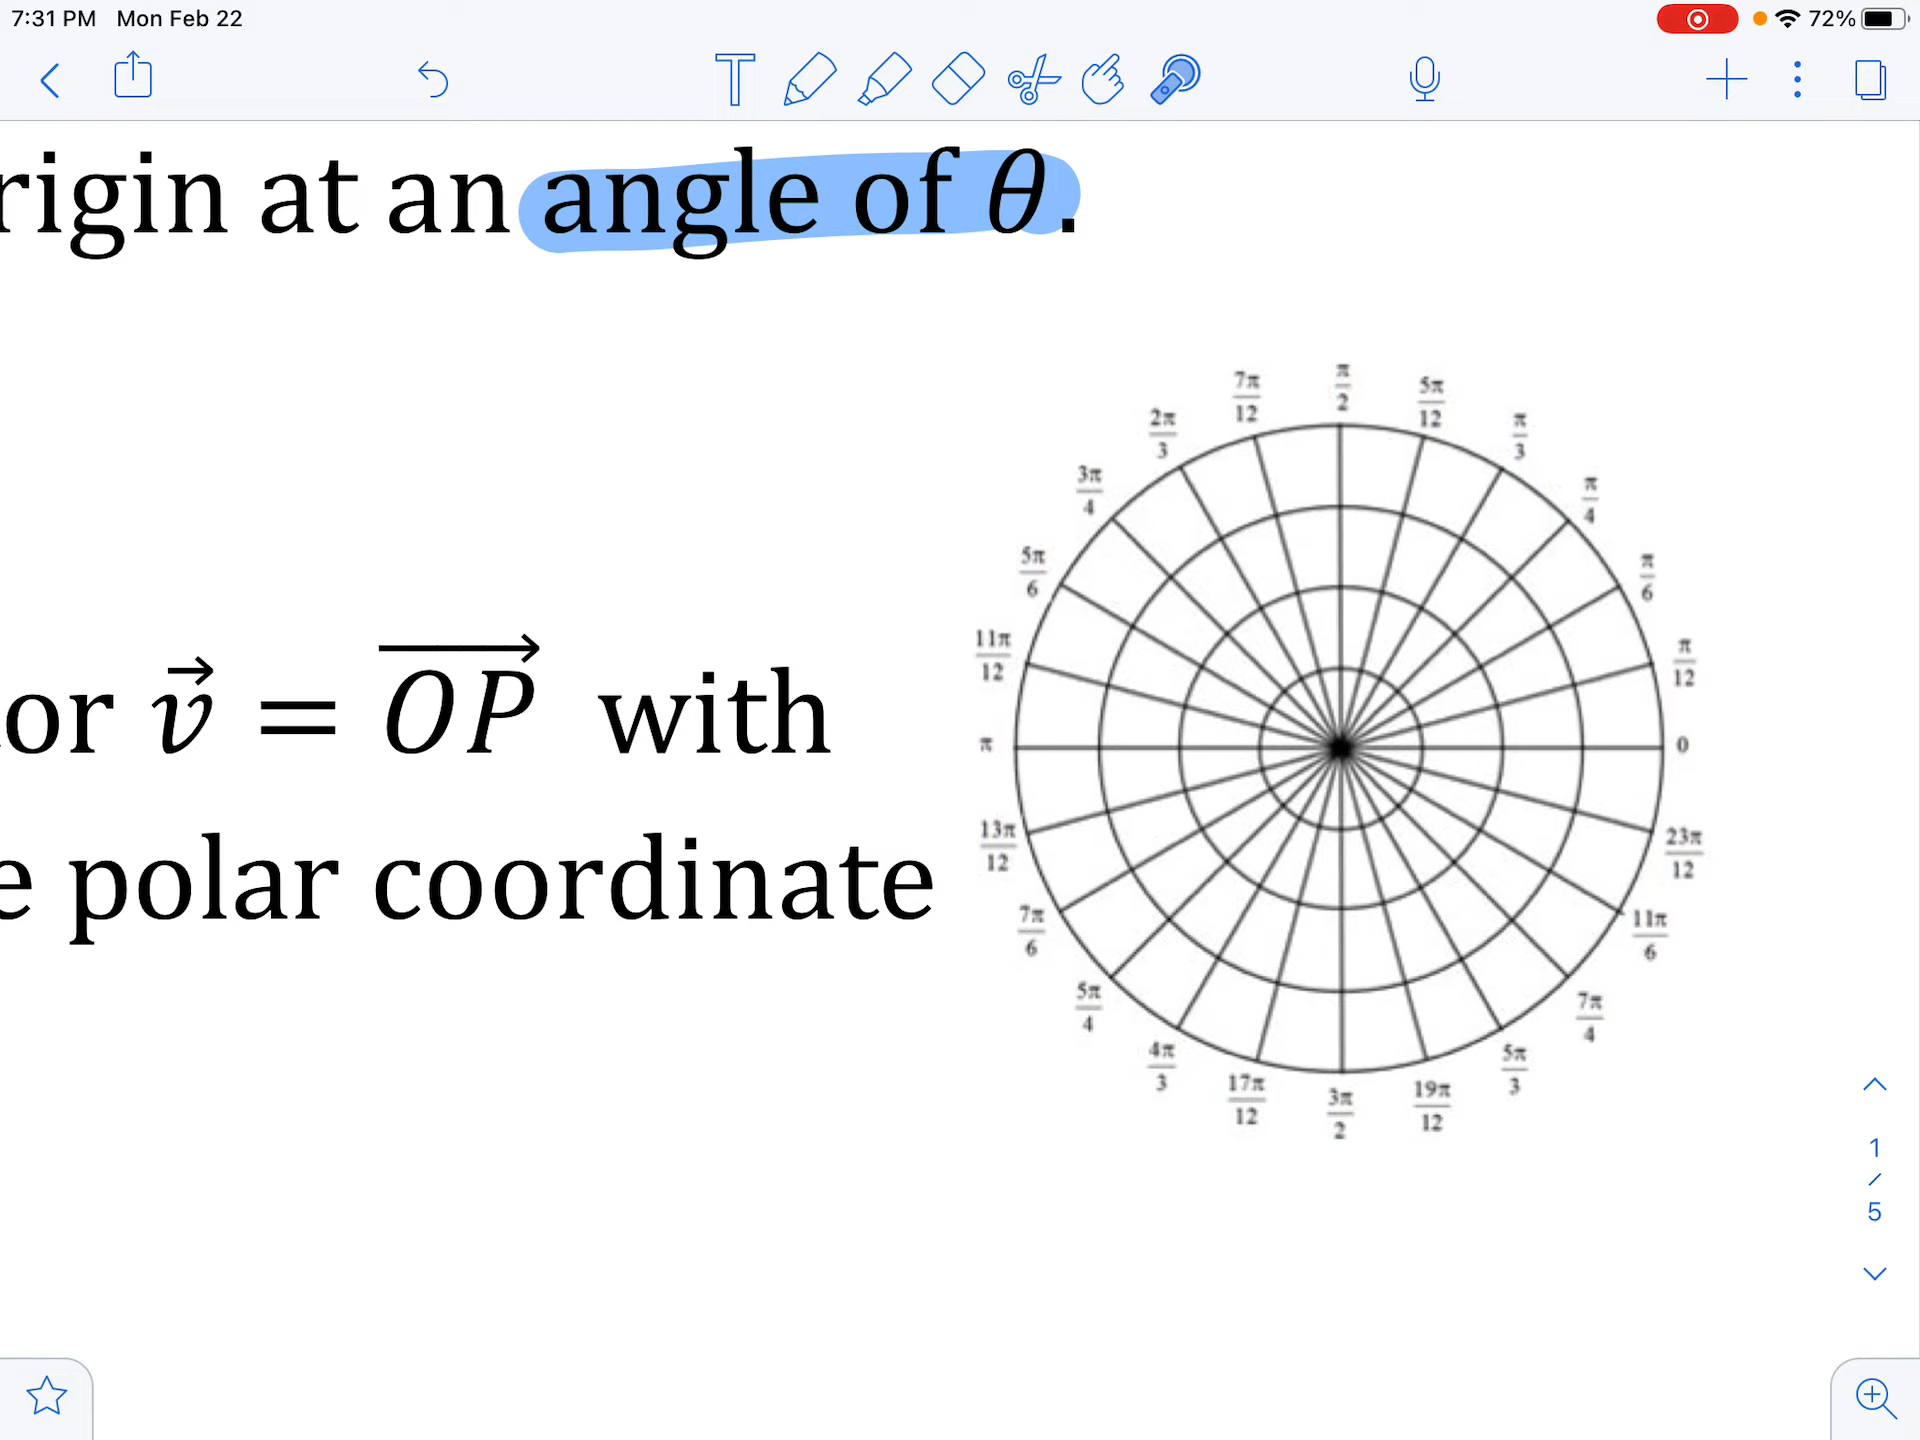 7:31 PM Mon Feb 22
72%
T
rigin at an angle of θ.
or v⃗ = O͞P⃗ with
e polar coordinate
π/2
7π/12
5π/12
2π/3
π/3
3π/4
π/4
5π/6
π/6
11π/12
π/12
π
0
13π/12
23π/12
7π/6
11π/6
5π/4
7π/4
4π/3
5π/3
17π/12
3π/2
19π/12
1
/
5